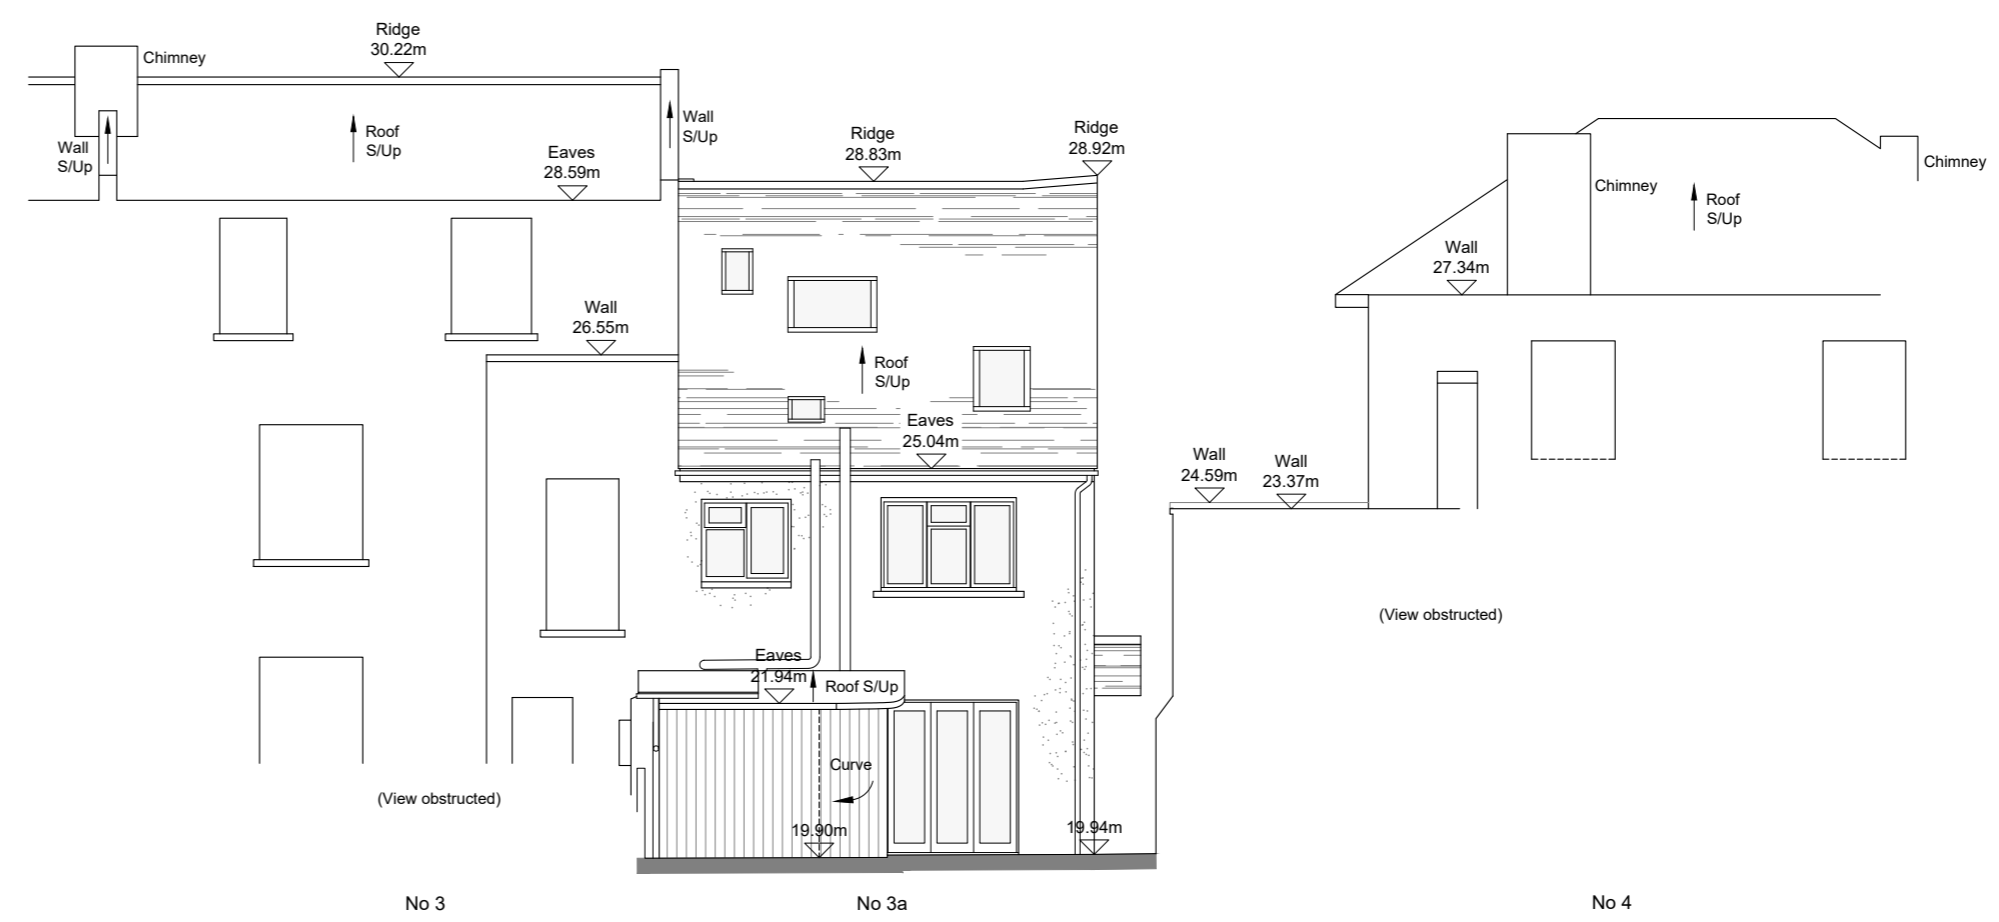 Ridge
30.22m
Chimney
Wall
S/Up
Roof
S/Up
Eaves
28.59m
Wall
S/Up
Ridge
28.83m
Ridge
28.92m
Chimney
Chimney
Roof
S/Up
Wall
27.34m
Wall
26.55m
Roof
S/Up
Eaves
25.04m
Wall
24.59m
Wall
23.37m
(View obstructed)
Eaves
21.94m
Roof S/Up
Curve
(View obstructed)
19.90m
19.94m
No 3
No 3a
No 4